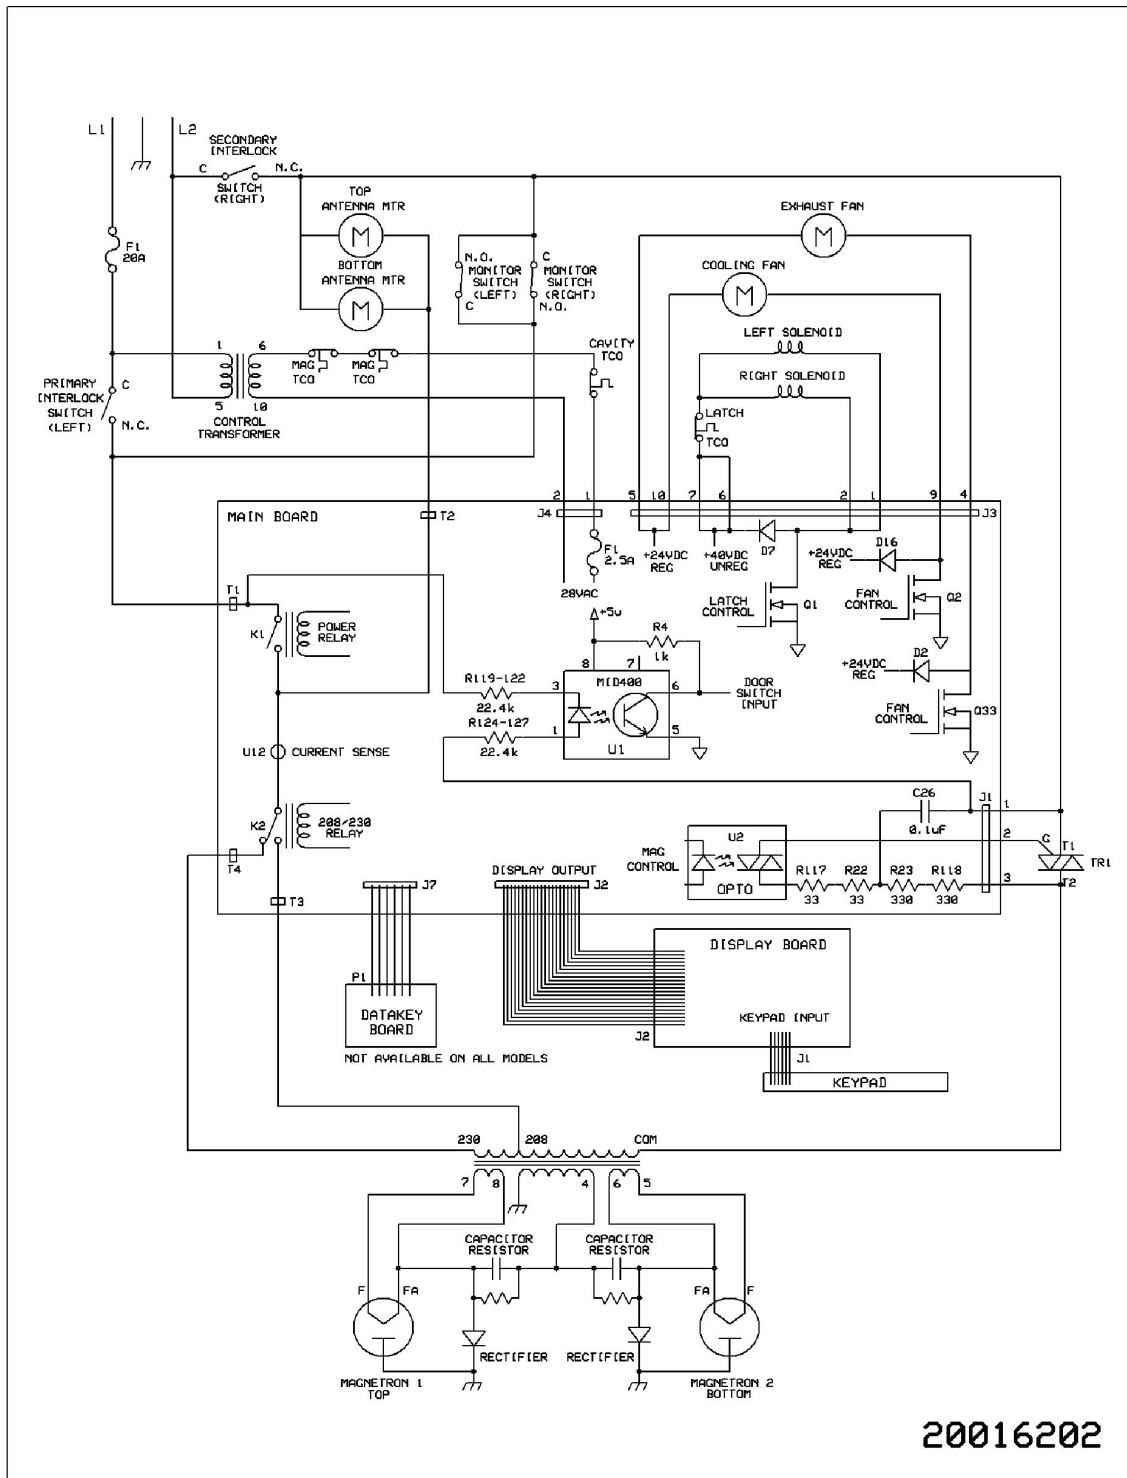 L1
L2
SECONDARY
INTERLOCK
C
N.C.
SWITCH
(RIGHT)
TOP
ANTENNA MTR
M
EXHAUST FAN
M
F1
20A
BOTTOM
ANTENNA MTR
M
N.O.
MONITOR
SWITCH
(LEFT)
C
C
MONITOR
SWITCH
(RIGHT)
N.O.
COOLING FAN
M
LEFT SOLENOID
RIGHT SOLENOID
CAVITY
TCO
1
6
MAG
TCO
MAG
TCO
PRIMARY
INTERLOCK
SWITCH
(LEFT)
C
N.C.
5
10
CONTROL
TRANSFORMER
LATCH
TCO
2
1
5
10
7
6
2
1
9
4
MAIN BOARD
T2
J4
J3
F1
2.5A
+24VDC
REG
+40VDC
UNREG
D7
+24VDC
REG
D16
28VAC
LATCH
CONTROL
Q1
FAN
CONTROL
Q2
T1
K1
POWER
RELAY
+5v
R4
1k
+24VDC
REG
D2
8
7
MID400
R119-122
22.4k
3
6
DOOR
SWITCH
INPUT
R124-127
22.4k
1
5
U1
FAN
CONTROL
Q33
U12
CURRENT SENSE
K2
208/230
RELAY
C26
0.1uF
J1
1
2
3
U2
MAG
CONTROL
OPTO
G
T1
TR1
T2
R117
33
R22
33
R23
330
R118
330
T4
T3
J7
DISPLAY OUTPUT
J2
DISPLAY BOARD
P1
DATAKEY
BOARD
KEYPAD INPUT
J2
J1
NOT AVAILABLE ON ALL MODELS
KEYPAD
230
208
COM
7
8
4
6
5
CAPACITOR
RESISTOR
CAPACITOR
RESISTOR
F
FA
FA
F
RECTIFIER
RECTIFIER
MAGNETRON 1
TOP
MAGNETRON 2
BOTTOM
20016202